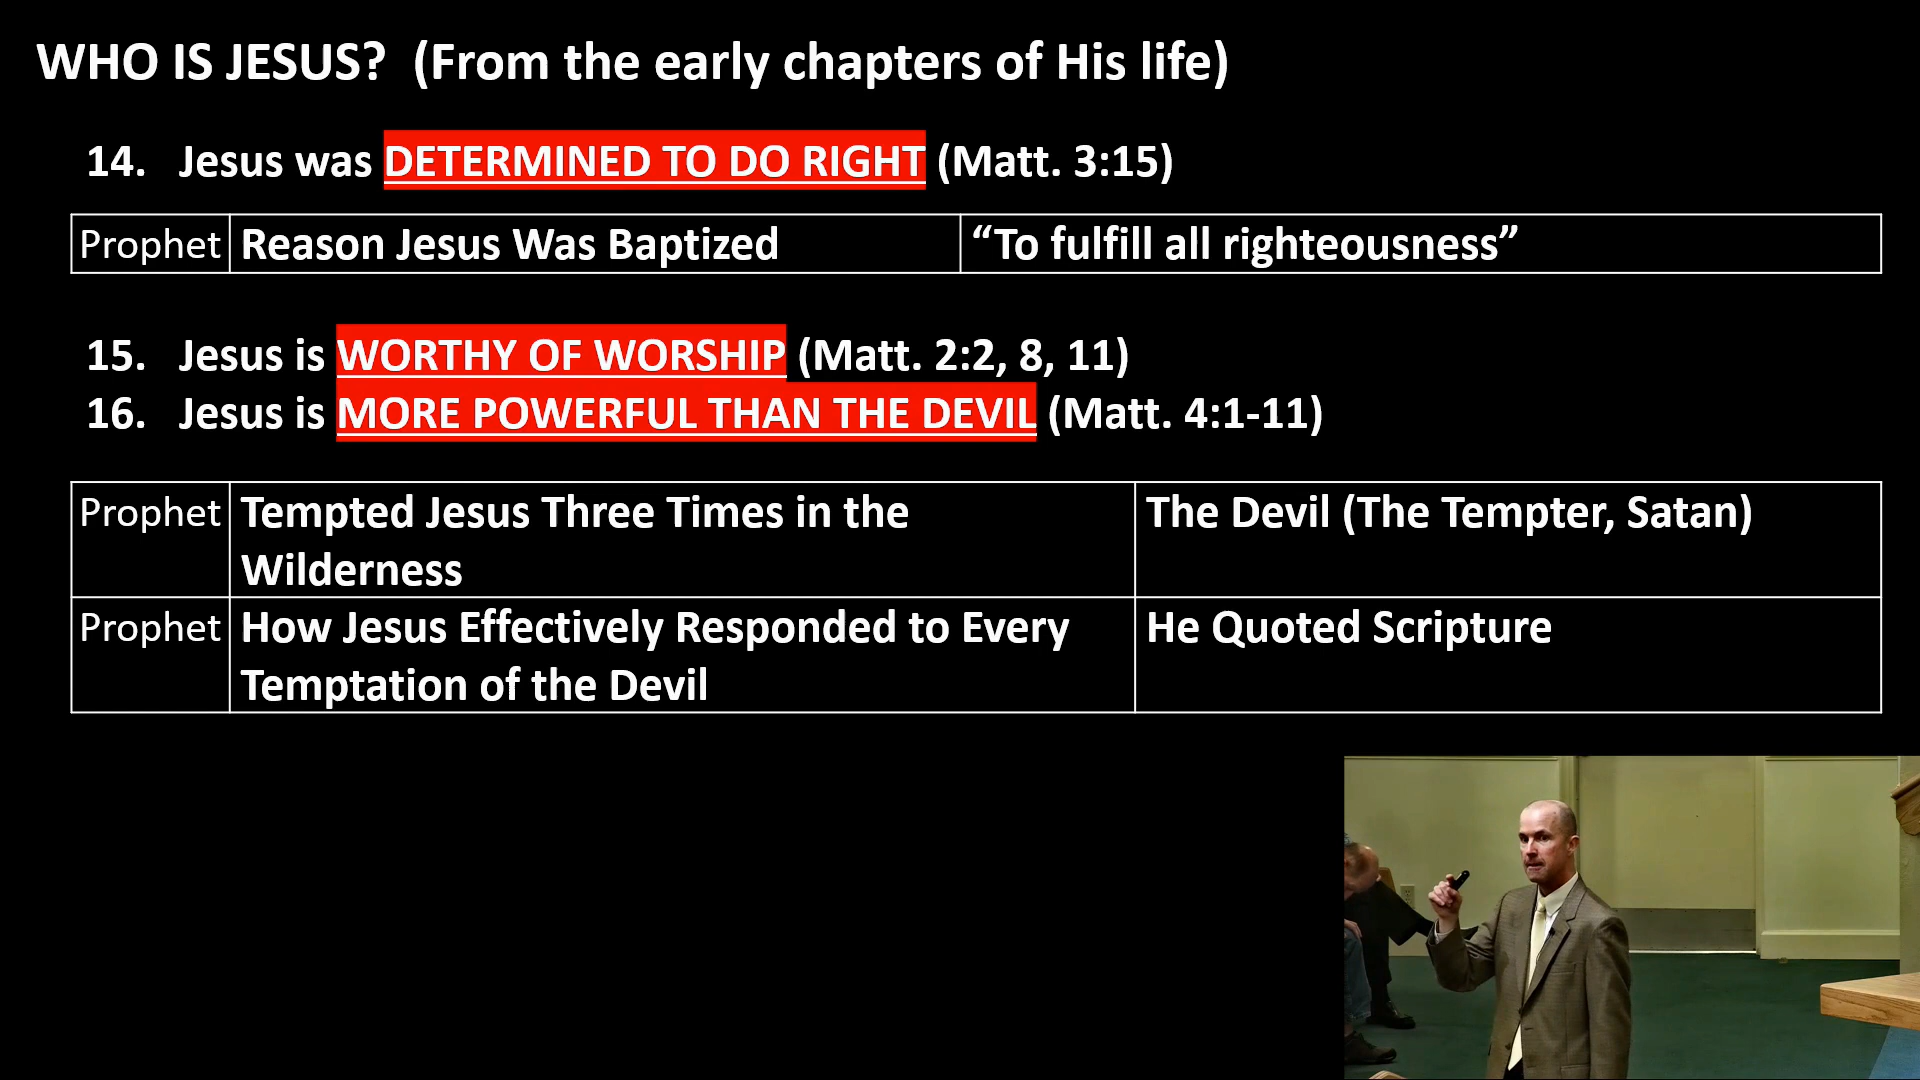 WHO IS JESUS? (From the early chapters of His life)
14. Jesus was DETERMINED TO DO RIGHT (Matt. 3:15)
Prophet Reason Jesus Was Baptized “To fulfill all righteousness”
15. Jesus is WORTHY OF WORSHIP (Matt. 2:2, 8, 11)
16. Jesus is MORE POWERFUL THAN THE DEVIL (Matt. 4:1-11)
Prophet Tempted Jesus Three Times in the The Devil (The Tempter, Satan)
Wilderness
Prophet How Jesus Effectively Responded to Every He Quoted Scripture
Temptation of the Devil